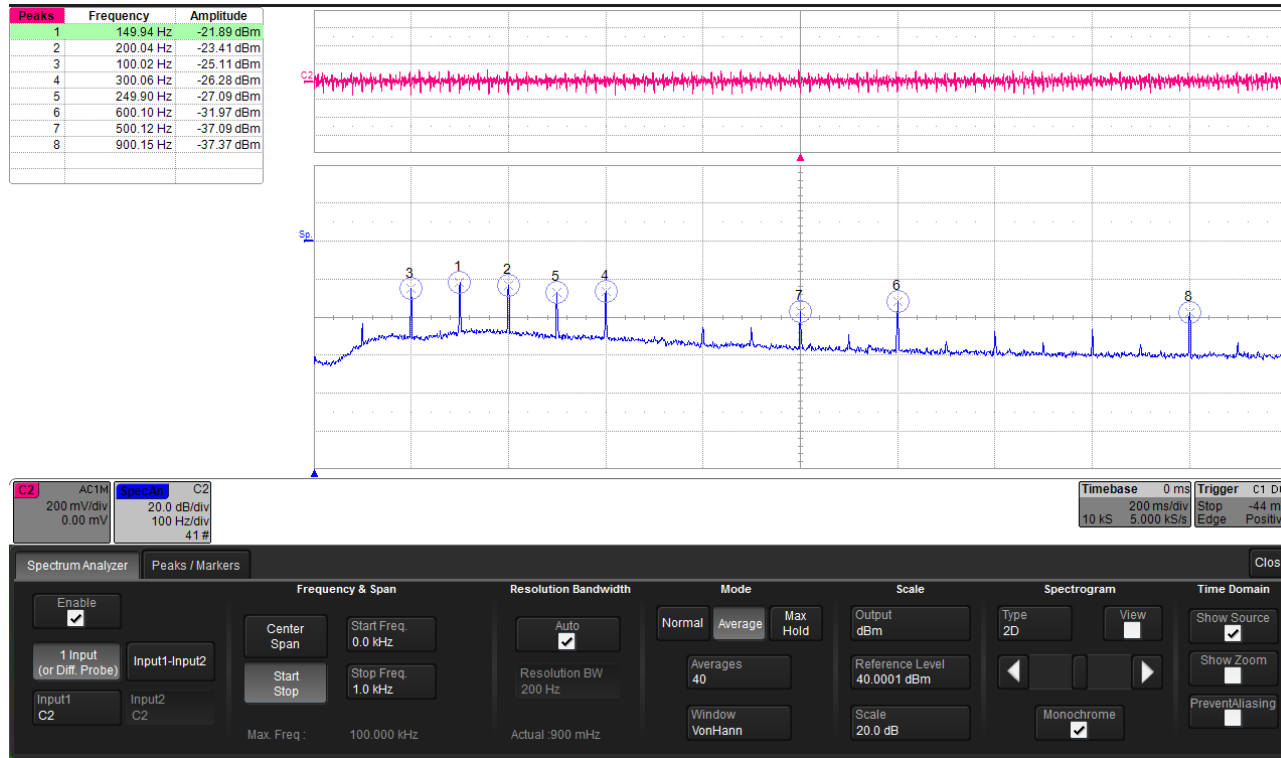 Peaks Frequency Amplitude
1 149.94 Hz -21.89 dBm
2 200.04 Hz -23.41 dBm
3 100.02 Hz -25.11 dBm
4 300.06 Hz -26.28 dBm
5 249.90 Hz -27.09 dBm
6 600.10 Hz -31.97 dBm
7 500.12 Hz -37.09 dBm
8 900.15 Hz -37.37 dBm
C2
Sp.
3 1 2 5 4 7 6 8
C2 AC1M
200 mV/div
0.00 mV
SpecAn C2
20.0 dB/div
100 Hz/div
41 #
Timebase 0 ms
200 ms/div
10 kS 5.000 kS/s
Trigger C1 D
Stop -44 m
Edge Positiv
Spectrum Analyzer Peaks / Markers Clos
Frequency & Span Resolution Bandwidth Mode Scale Spectrogram Time Domain
Enable
1 Input
(or Diff. Probe)
Input1-Input2
Input1
C2
Input2
C2
Center
Span
Start
Stop
Start Freq.
0.0 kHz
Stop Freq.
1.0 kHz
Max. Freq : 100.000 kHz
Auto
Resolution BW
200 Hz
Actual :900 mHz
Normal Average Max
Hold
Averages
40
Window
VonHann
Output
dBm
Reference Level
40.0001 dBm
Scale
20.0 dB
Type
2D
View
Monochrome
Show Source
Show Zoom
PreventAliasing